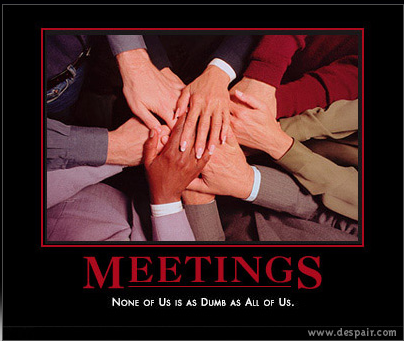 MEETINGS
NONE OF US IS AS DUMB AS ALL OF US.
www.despair.com